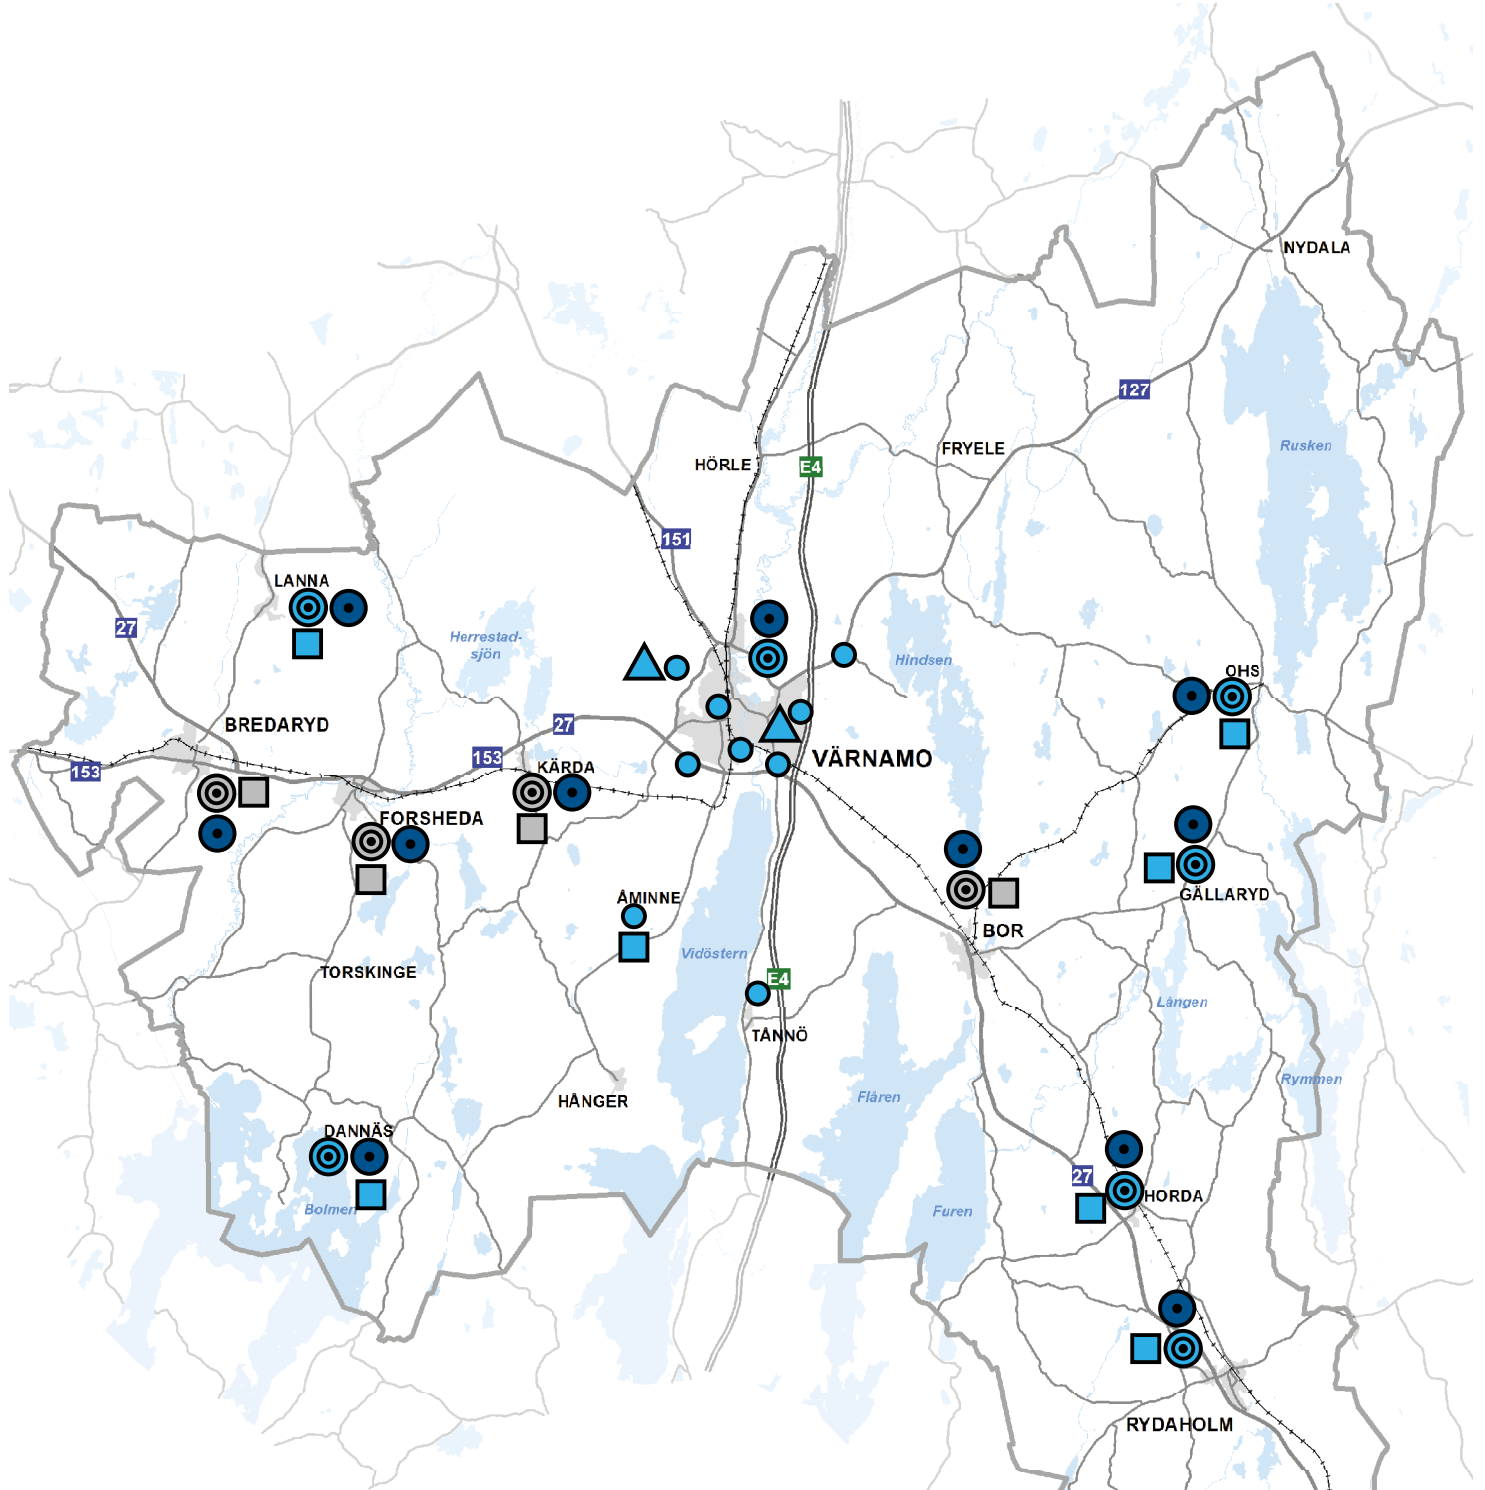 NYDALA
127
Rusken
FRYELE
HÖRLE
E4
151
LANNA
27
Herrestad-
sjön
Hindsen
OHS
BREDARYD
27
153
VÄRNAMO
KÄRDA
153
FORSHEDA
ÅMINNE
GÄLLARYD
BOR
Vidöstern
TORSKINGE
E4
Lången
TÅNNÖ
Rymmen
Flåren
HÅNGER
DANNÄS
27
HORDA
Bolmen
Furen
RYDAHOLM